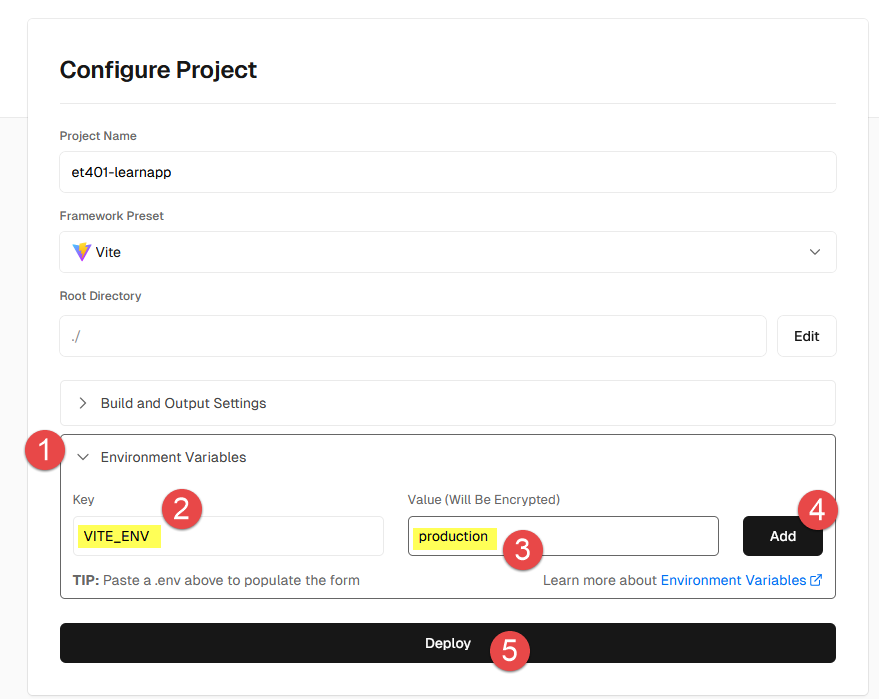 Configure Project
Project Name
et401-learnapp
Framework Preset
Vite
Root Directory
./
Edit
Build and Output Settings
1
Environment Variables
Key
2
Value (Will Be Encrypted)
4
VITE_ENV
production
3
Add
TIP: Paste a .env above to populate the form
Learn more about Environment Variables
Deploy
5